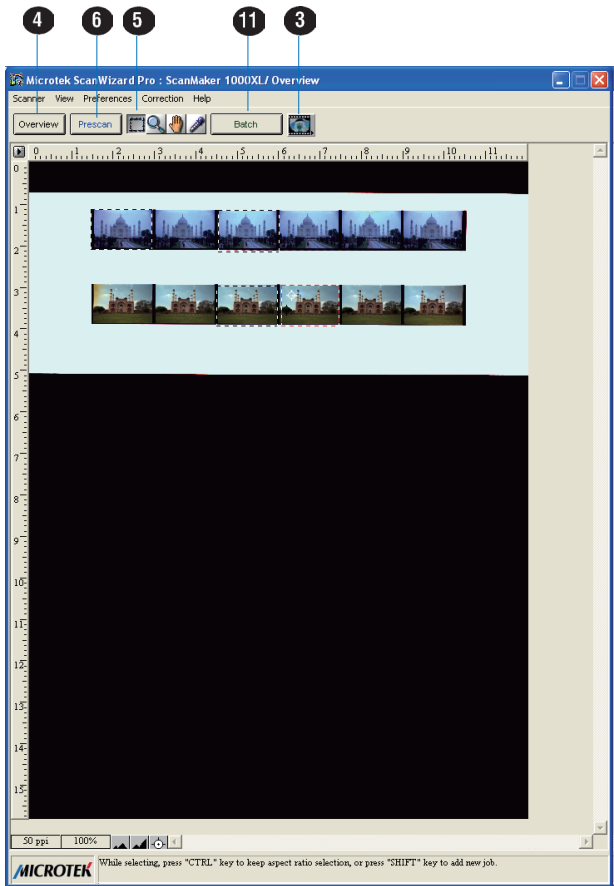 4 6 5 11 3
Microtek ScanWizard Pro : ScanMaker 1000XL/ Overview
Scanner View Preferences Correction Help
Overview Prescan Batch
0 1 2 3 4 5 6 7 8 9 10 11
0
1
2
3
4
5
6
7
8
9
10
11
12
13
14
15
50 ppi 100%
MICROTEK While selecting, press "CTRL" key to keep aspect ratio selection, or press "SHIFT" key to add new job.